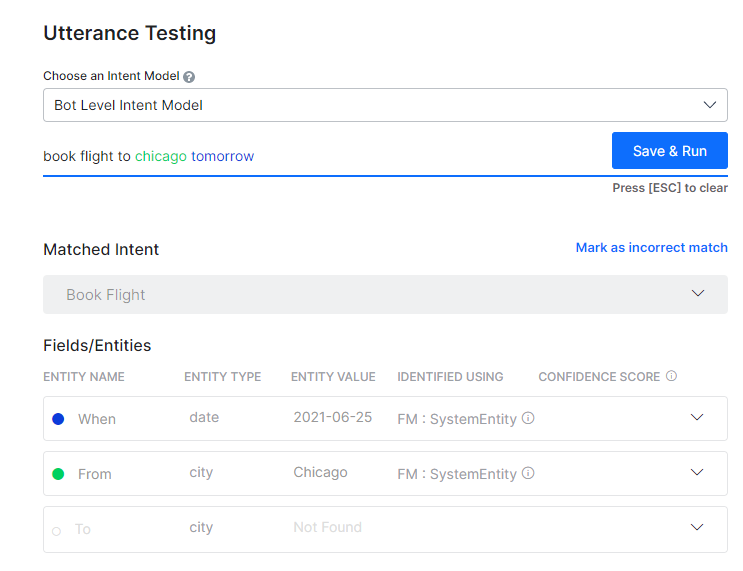 Utterance Testing
Choose an Intent Model ?
Bot Level Intent Model
book flight to chicago tomorrow
Save & Run
Press [ESC] to clear
Matched Intent
Mark as incorrect match
Book Flight
Fields/Entities
ENTITY NAME ENTITY TYPE ENTITY VALUE IDENTIFIED USING CONFIDENCE SCORE
When date 2021-06-25 FM : SystemEntity
From city Chicago FM : SystemEntity
To city Not Found